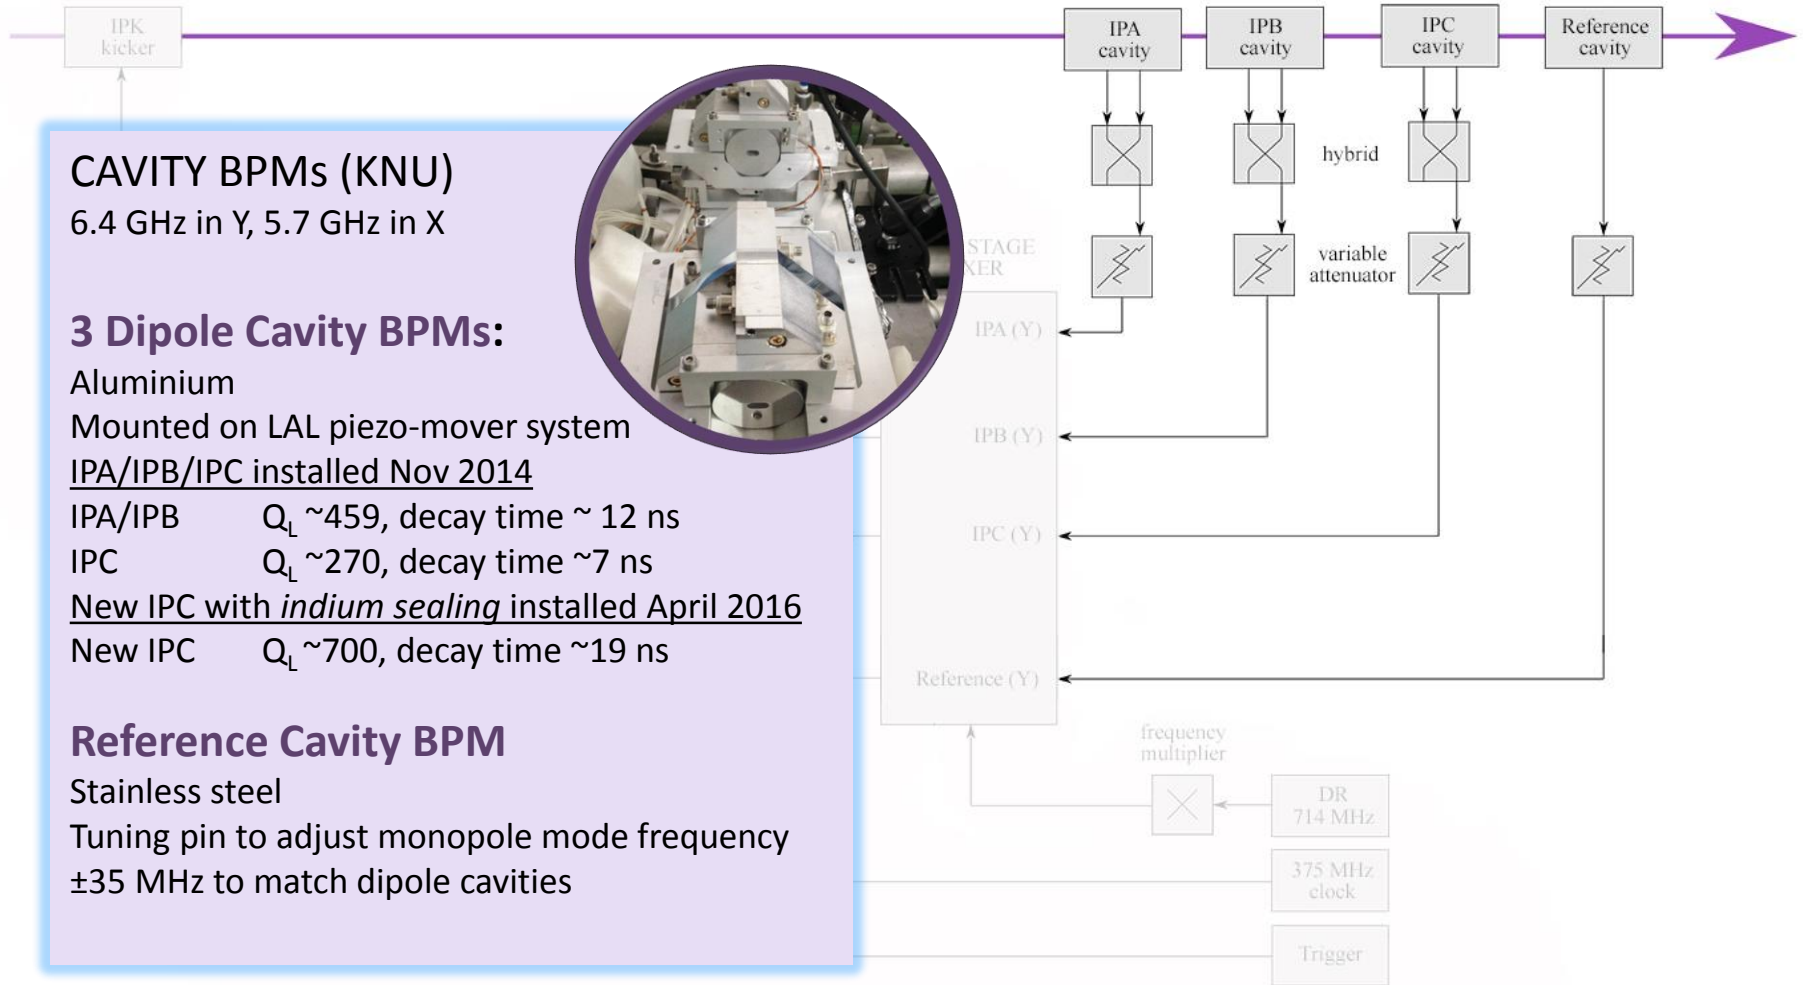 IPK
kicker
IPA
cavity
IPB
cavity
IPC
cavity
Reference
cavity
hybrid
variable
attenuator
CAVITY BPMs (KNU)
6.4 GHz in Y, 5.7 GHz in X
3 Dipole Cavity BPMs:
Aluminium
Mounted on LAL piezo-mover system
IPA/IPB/IPC installed Nov 2014
IPA/IPB Q_L ~459, decay time ~ 12 ns
IPC Q_L ~270, decay time ~7 ns
New IPC with indium sealing installed April 2016
New IPC Q_L ~700, decay time ~19 ns
Reference Cavity BPM
Stainless steel
Tuning pin to adjust monopole mode frequency
±35 MHz to match dipole cavities
STAGE
IPA (Y)
IPB (Y)
IPC (Y)
Reference (Y)
frequency
multiplier
DR
714 MHz
375 MHz
clock
Trigger